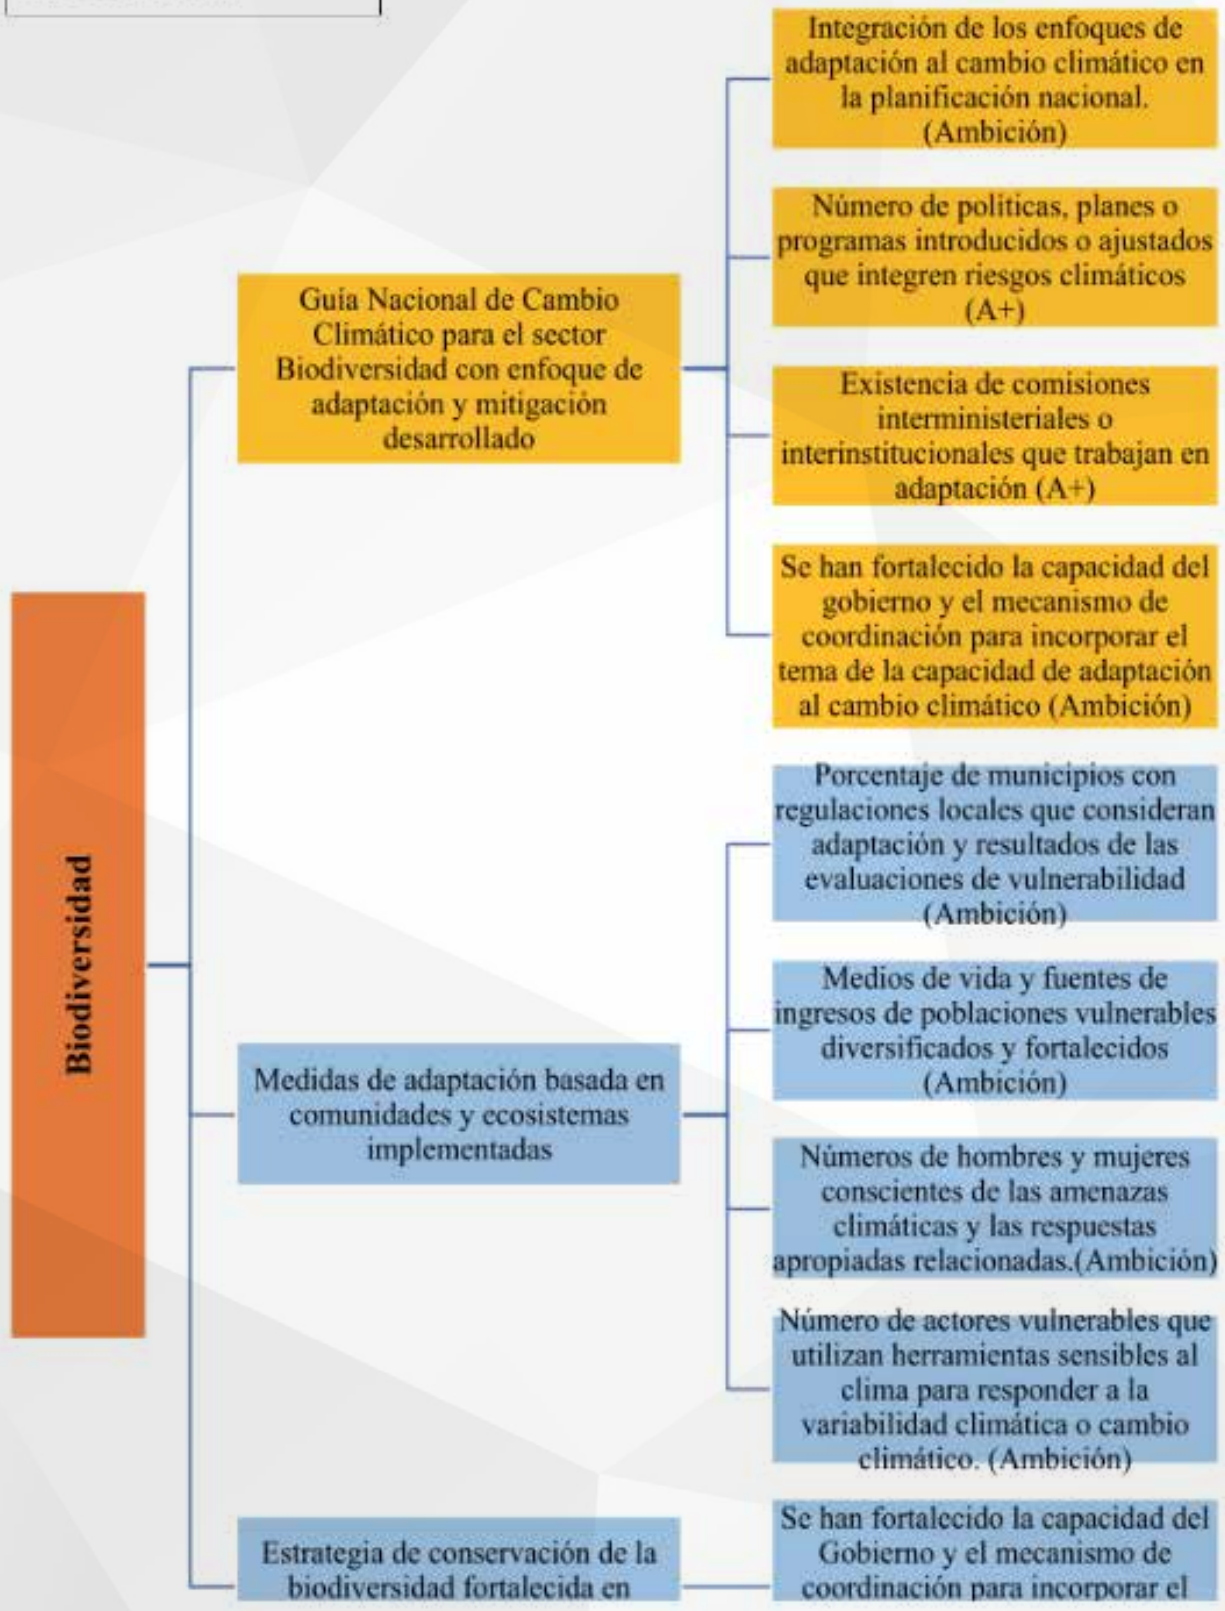 Biodiversidad
Guía Nacional de Cambio
Climático para el sector
Biodiversidad con enfoque de
adaptación y mitigación
desarrollado
Integración de los enfoques de
adaptación al cambio climático en
la planificación nacional.
(Ambición)
Número de políticas, planes o
programas introducidos o ajustados
que integren riesgos climáticos
(A+)
Existencia de comisiones
interministeriales o
interinstitucionales que trabajan en
adaptación (A+)
Se han fortalecido la capacidad del
gobierno y el mecanismo de
coordinación para incorporar el
tema de la capacidad de adaptación
al cambio climático (Ambición)
Medidas de adaptación basada en
comunidades y ecosistemas
implementadas
Porcentaje de municipios con
regulaciones locales que consideran
adaptación y resultados de las
evaluaciones de vulnerabilidad
(Ambición)
Medios de vida y fuentes de
ingresos de poblaciones vulnerables
diversificados y fortalecidos
(Ambición)
Números de hombres y mujeres
conscientes de las amenazas
climáticas y las respuestas
apropiadas relacionadas.(Ambición)
Número de actores vulnerables que
utilizan herramientas sensibles al
clima para responder a la
variabilidad climática o cambio
climático. (Ambición)
Estrategia de conservación de la
biodiversidad fortalecida en
Se han fortalecido la capacidad del
Gobierno y el mecanismo de
coordinación para incorporar el